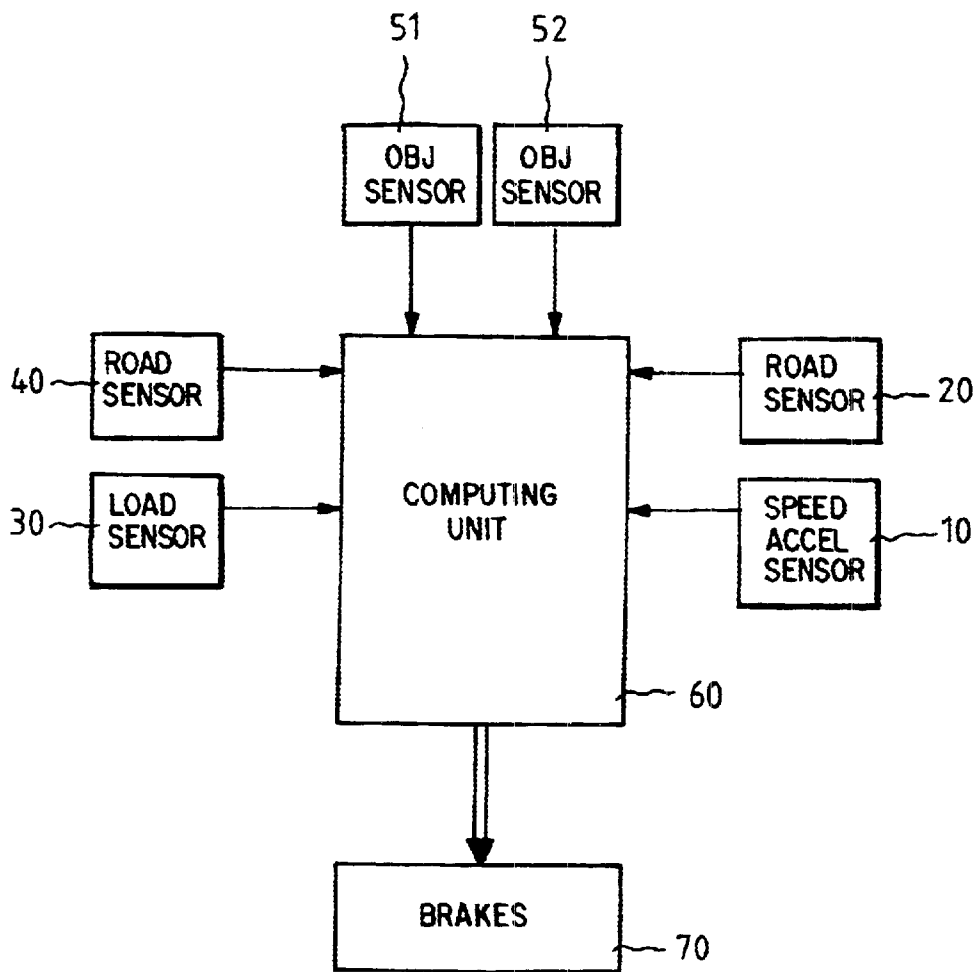 51
52
OBJ
SENSOR
OBJ
SENSOR
40
ROAD
SENSOR
ROAD
SENSOR
20
30
LOAD
SENSOR
COMPUTING
UNIT
SPEED
ACCEL
SENSOR
10
60
BRAKES
70